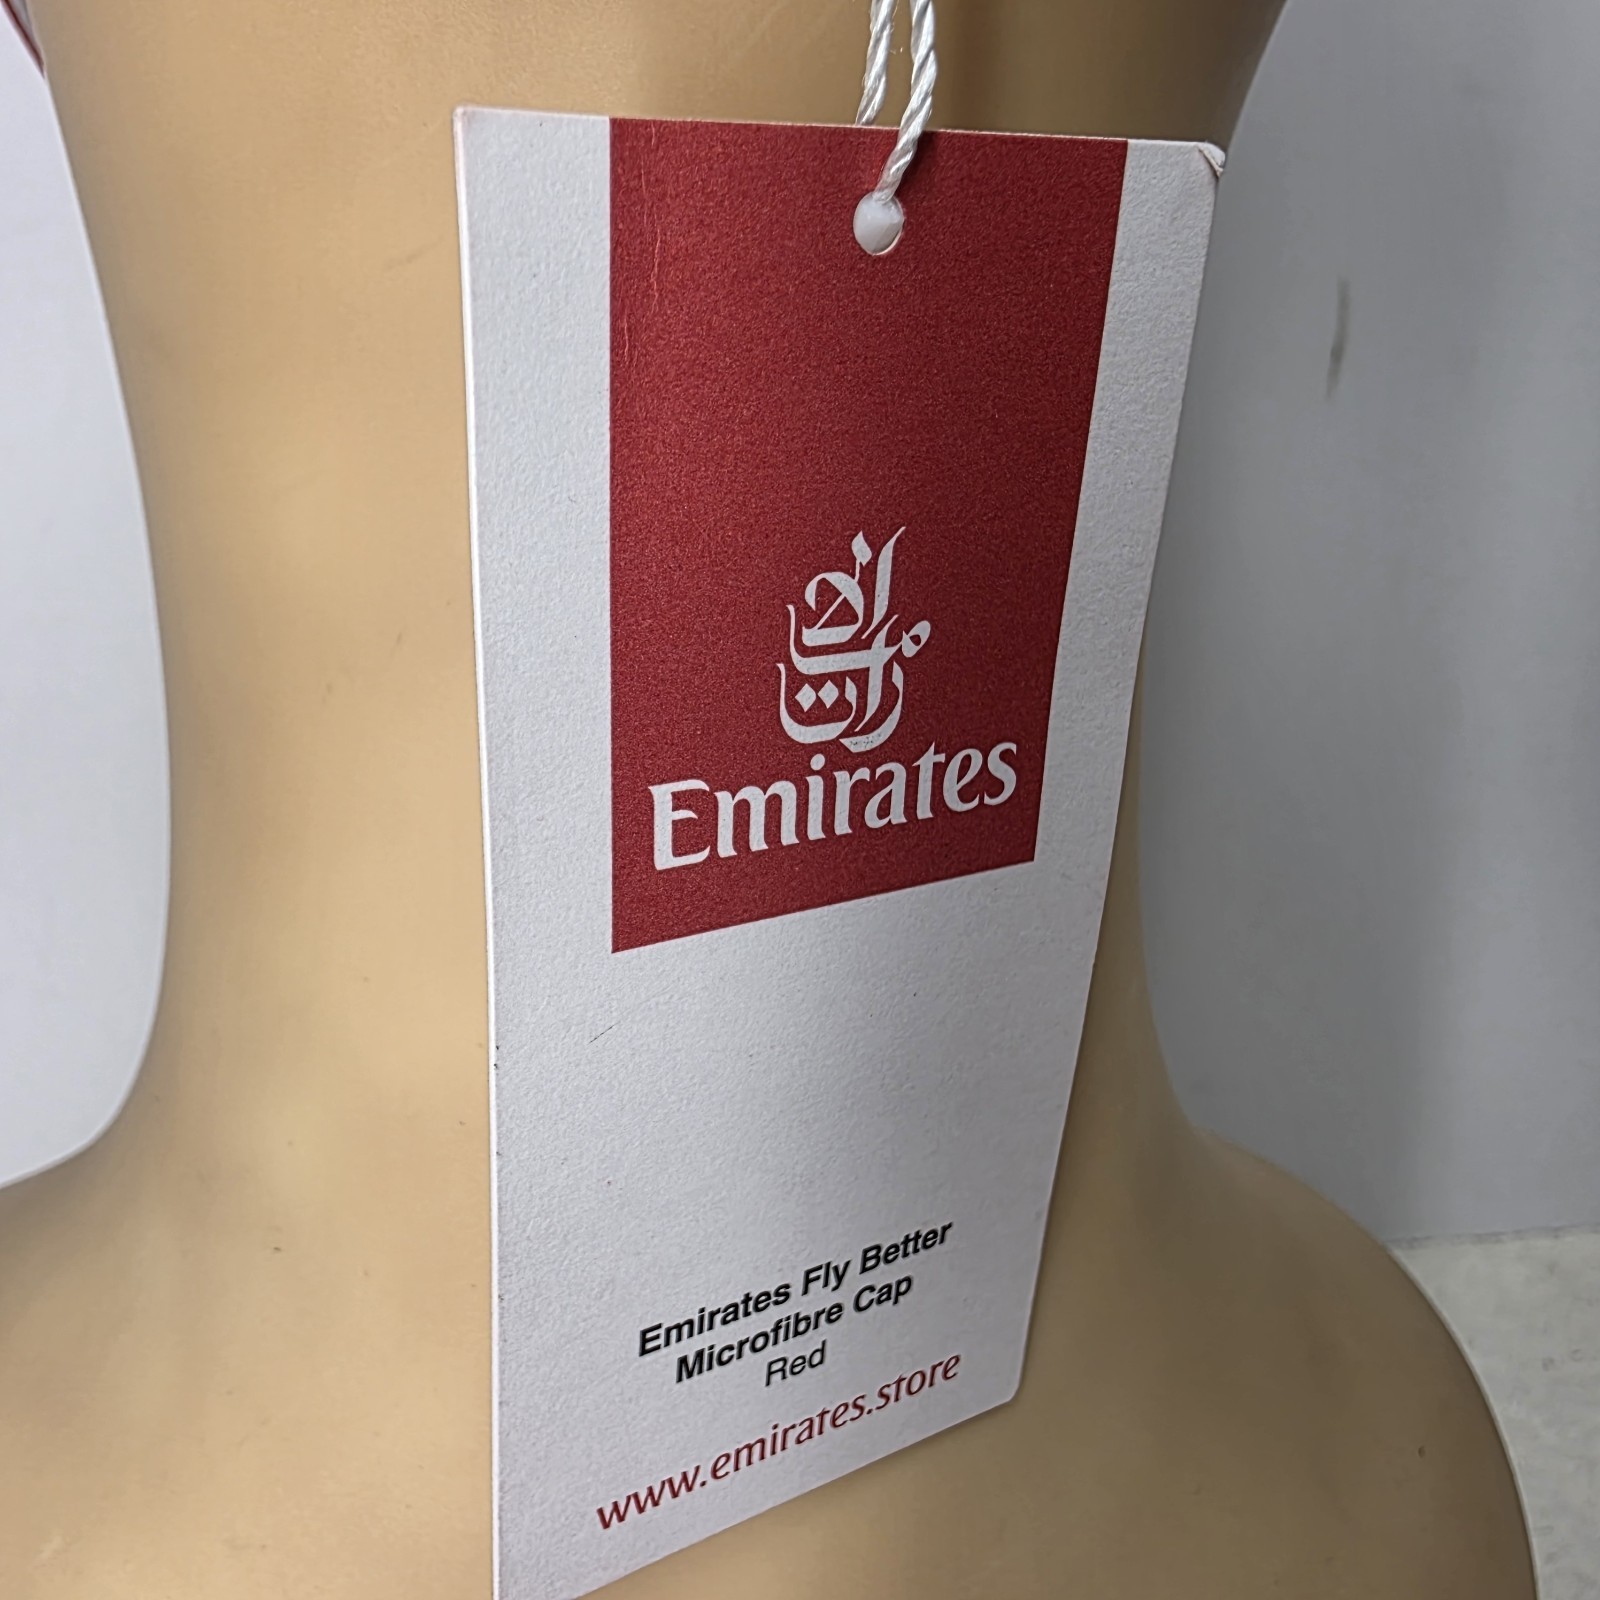 الإمارات
Emirates
Emirates Fly Better
Microfibre Cap
Red
www.emirates.store